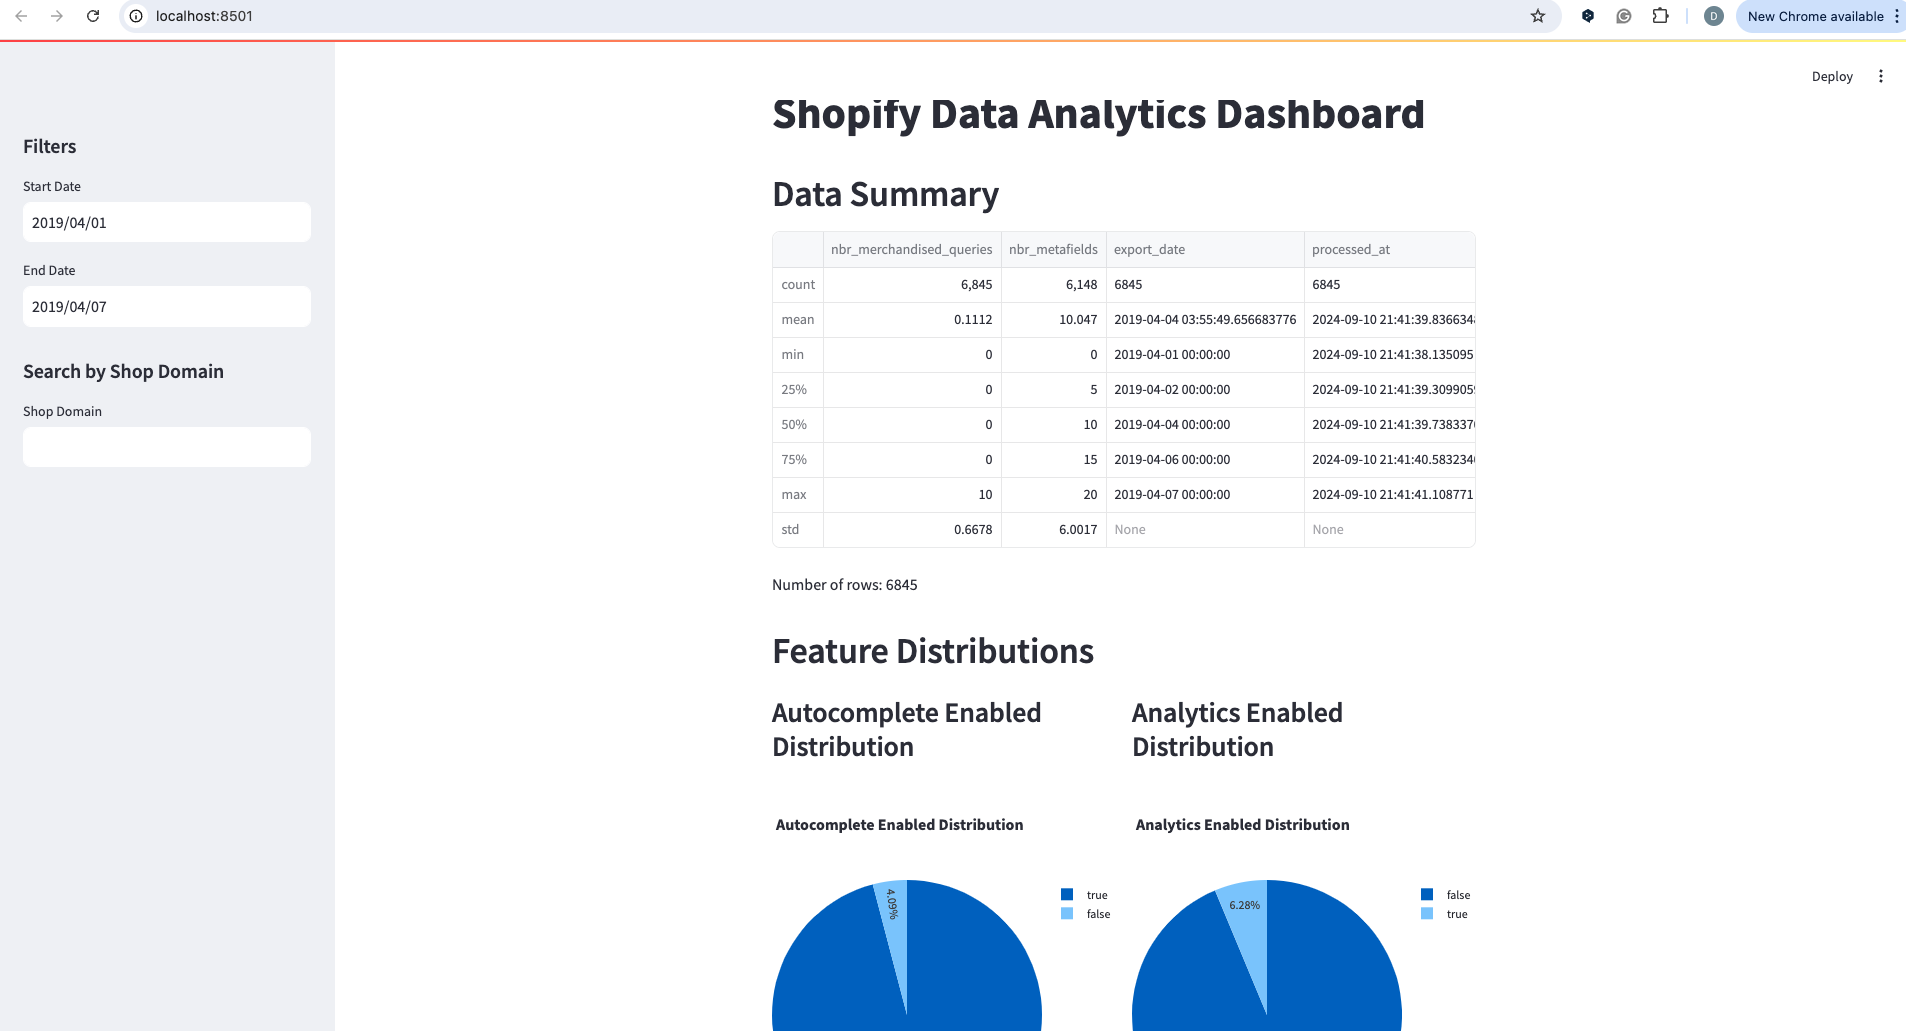 localhost:8501
D
New Chrome available
Deploy
Filters
Start Date
2019/04/01
End Date
2019/04/07
Search by Shop Domain
Shop Domain
Shopify Data Analytics Dashboard
Data Summary
nbr_merchandised_queries nbr_metafields export_date processed_at
count 6,845 6,148 6845 6845
mean 0.1112 10.047 2019-04-04 03:55:49.656683776 2024-09-10 21:41:39.836634
min 0 0 2019-04-01 00:00:00 2024-09-10 21:41:38.135095
25% 0 5 2019-04-02 00:00:00 2024-09-10 21:41:39.309905
50% 0 10 2019-04-04 00:00:00 2024-09-10 21:41:39.738337
75% 0 15 2019-04-06 00:00:00 2024-09-10 21:41:40.583234
max 10 20 2019-04-07 00:00:00 2024-09-10 21:41:41.108771
std 0.6678 6.0017 None None
Number of rows: 6845
Feature Distributions
Autocomplete Enabled
Distribution
Analytics Enabled
Distribution
Autocomplete Enabled Distribution
4.09%
true
false
Analytics Enabled Distribution
6.28%
false
true